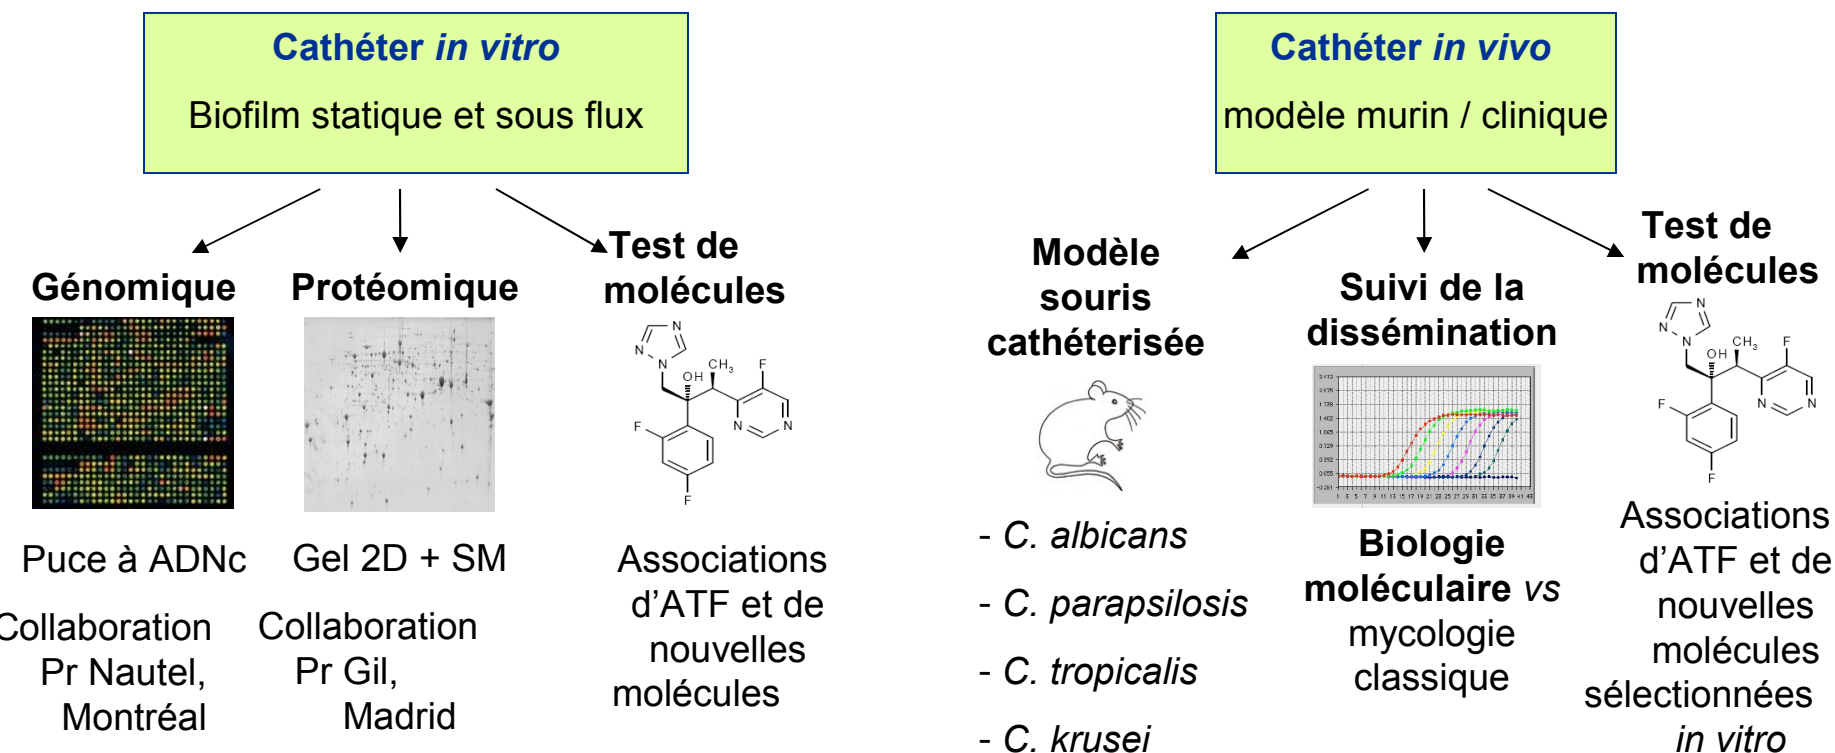 Cathéter in vitro
Biofilm statique et sous flux
Génomique
Puce à ADNc
Collaboration
Pr Nautel,
Montréal
Protéomique
Gel 2D + SM
Collaboration
Pr Gil,
Madrid
Test de
molécules
N
N
N
OH
CH3
F
F
N
N
F
Associations
d’ATF et de
nouvelles
molécules
Cathéter in vivo
modèle murin / clinique
Modèle
souris
cathéterisée
- C. albicans
- C. parapsilosis
- C. tropicalis
- C. krusei
Suivi de la
dissémination
Biologie
moléculaire vs
mycologie
classique
Test de
molécules
N
N
N
OH
CH3
F
F
N
N
F
Associations
d’ATF et de
nouvelles
molécules
sélectionnées
in vitro